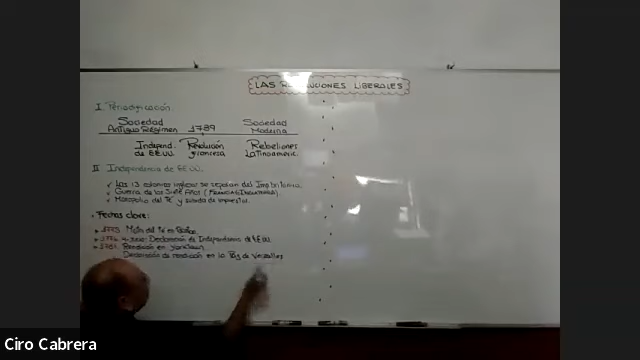 LAS REVOLUCIONES LIBERALES
I. Periodificación
Sociedad Antiguo Régimen 1789 Sociedad Moderna
Independ. de EE.UU. Revolución Francesa Rebeliones Latinoameric.
II. Independencia de EE.UU.
✓ Las 13 colonias inglesas se separan del Imp. británico
✓ Guerra de los Siete Años (Francia-Inglaterra)
✓ Monopolio del Té y subida de impuestos.
• Fechas clave:
1773 Motín del Té en Boston
1776 4-julio: Declaración de Independencia de EE.UU.
1781 Rendición en Yorktown
Declaración de rendición en la Paz de Versalles
Ciro Cabrera